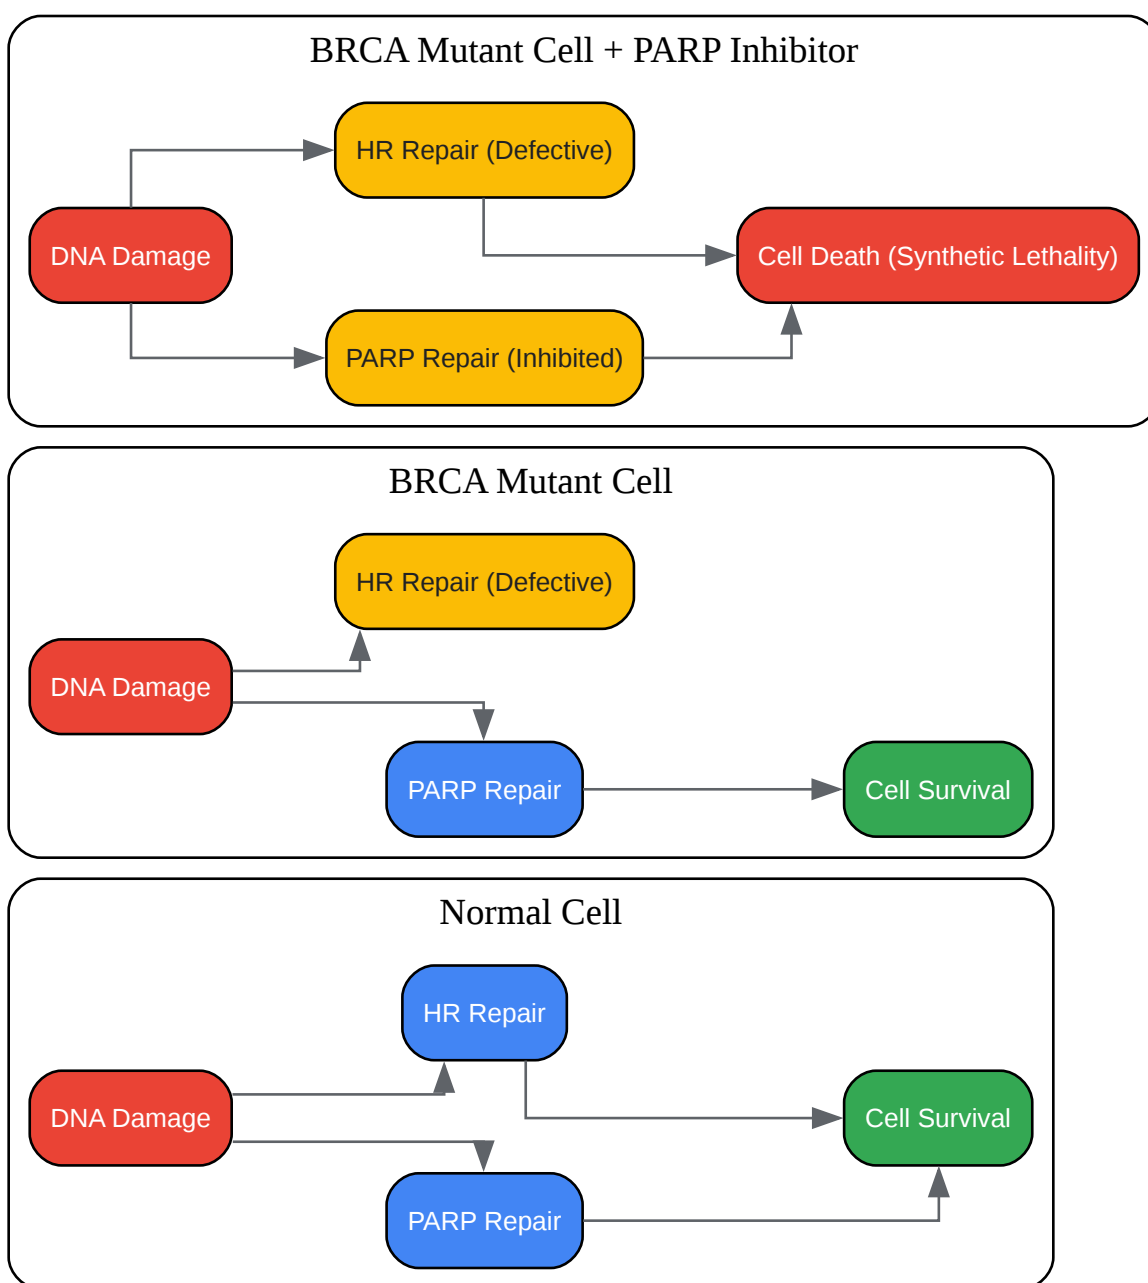 BRCA Mutant Cell + PARP Inhibitor
HR Repair (Defective)
DNA Damage
Cell Death (Synthetic Lethality)
PARP Repair (Inhibited)
BRCA Mutant Cell
HR Repair (Defective)
DNA Damage
PARP Repair
Cell Survival
Normal Cell
HR Repair
DNA Damage
Cell Survival
PARP Repair